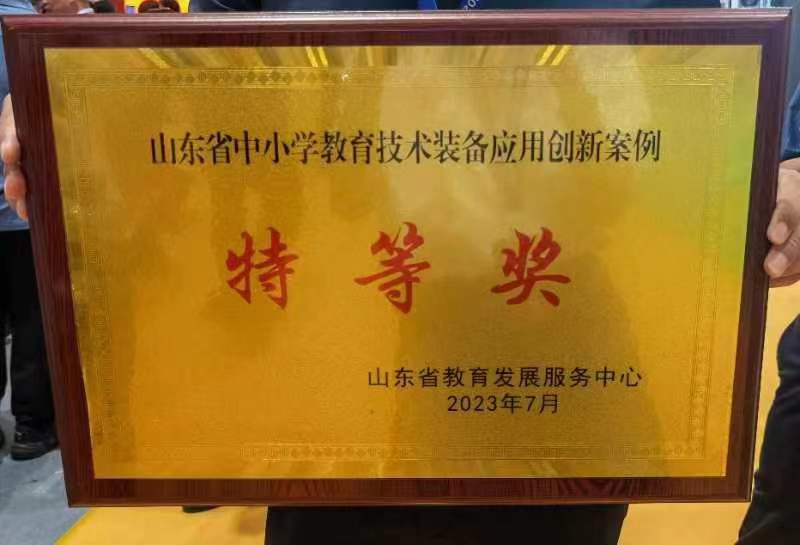 山东省中小学教育技术装备应用创新案例
特等奖
山东省教育发展服务中心
2023年7月